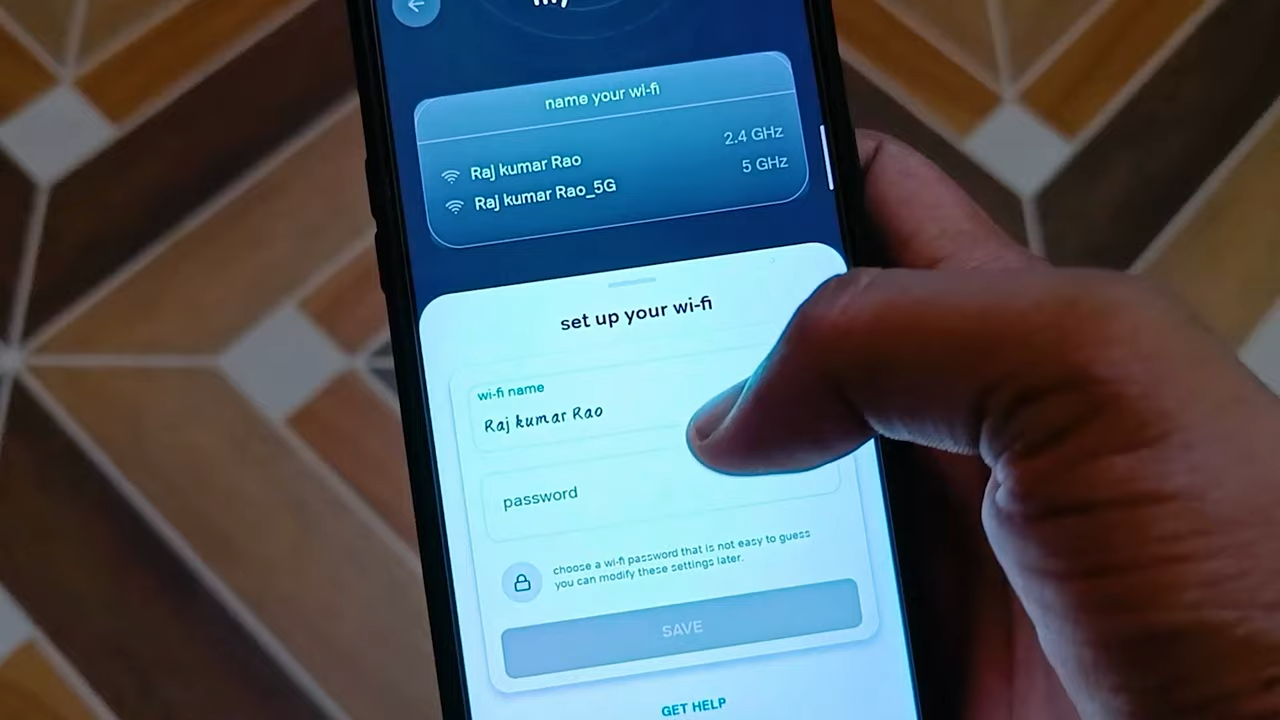 name your wi-fi
Raj kumar Rao 2.4 GHz
Raj kumar Rao_5G 5 GHz
set up your wi-fi
wi-fi name
Raj kumar Rao
password
choose a wi-fi password that is not easy to guess
you can modify these settings later.
SAVE
GET HELP